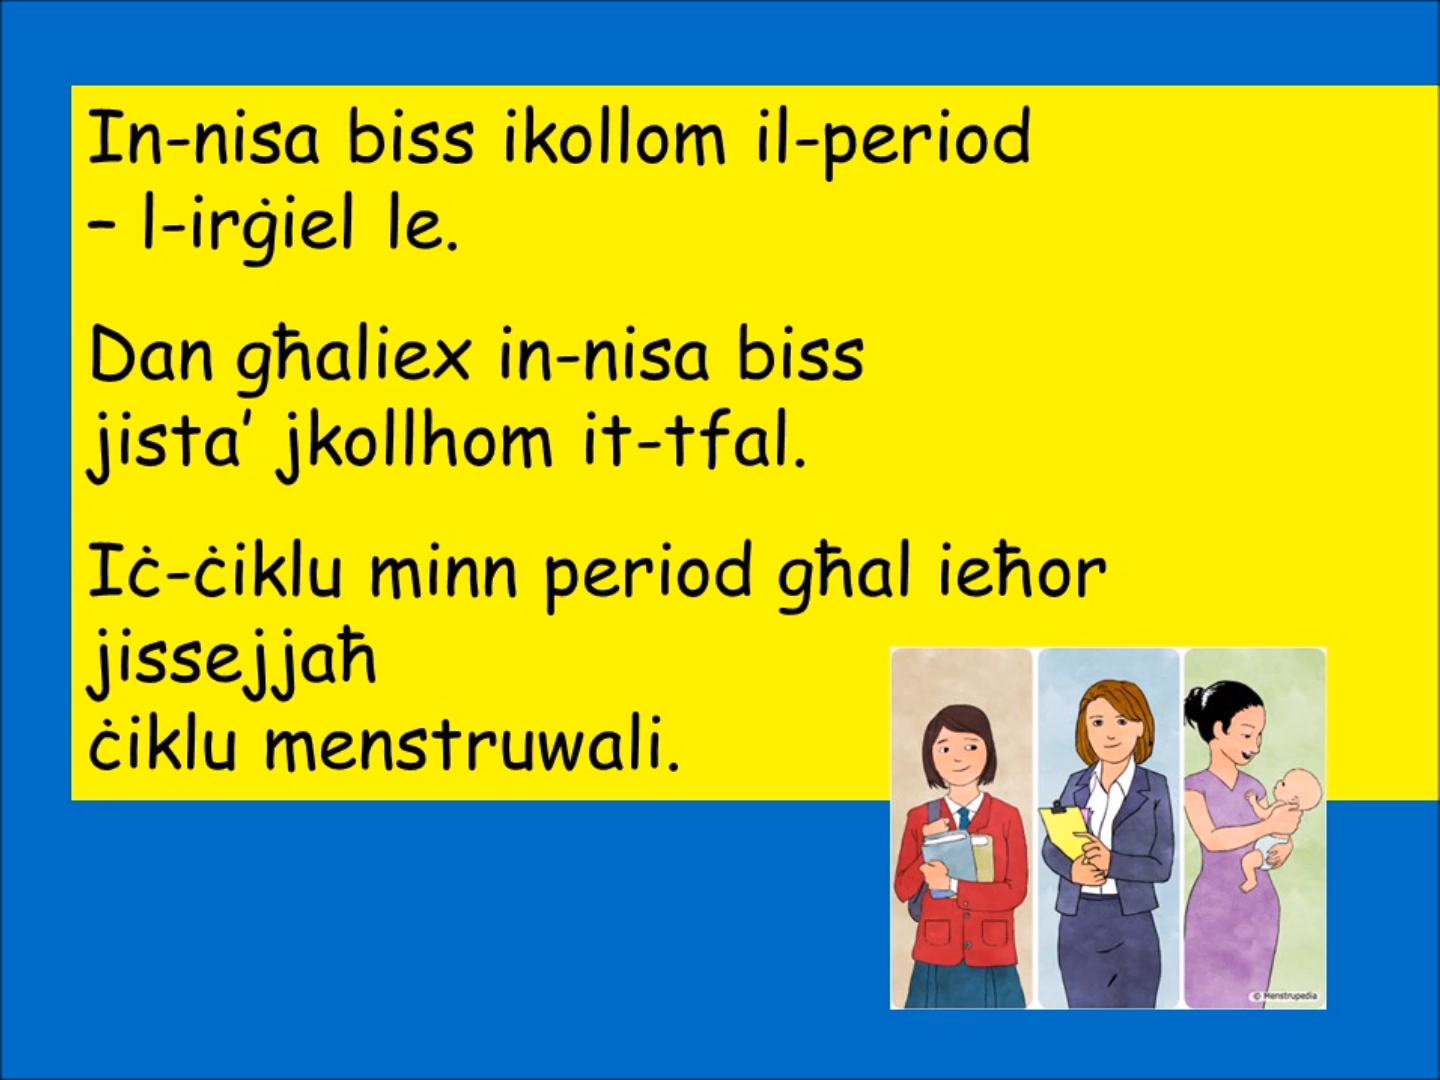 In-nisa biss ikollom il-period
– l-irġiel le.
Dan għaliex in-nisa biss
jista’ jkollhom it-tfal.
Iċ-ċiklu minn period għal ieħor
jissejjaħ
ċiklu menstruwali.
© Menstrupedia